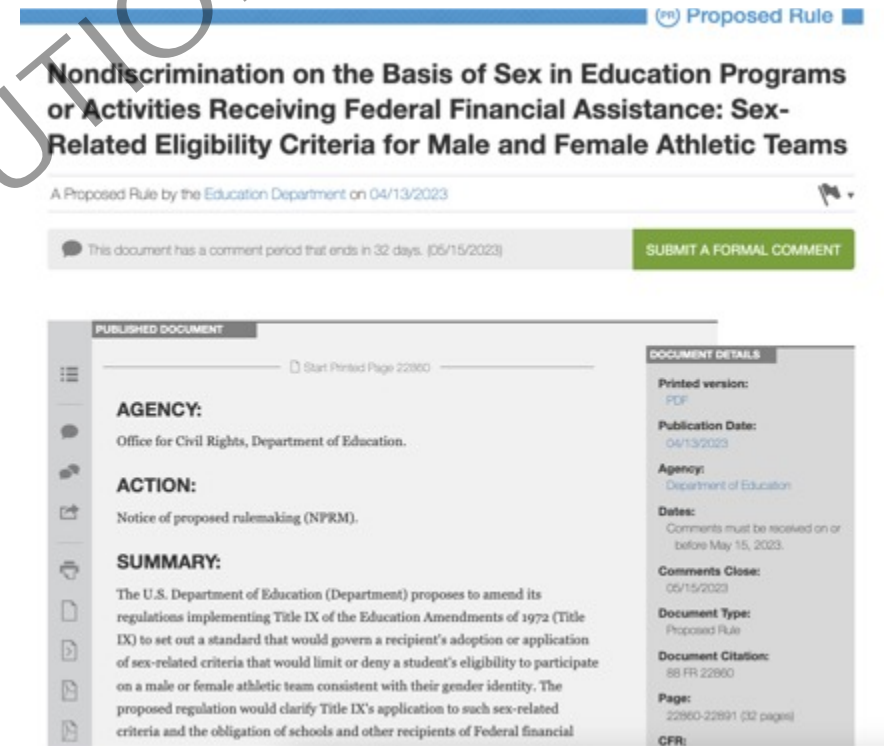 UTIO
(PR) Proposed Rule
Nondiscrimination on the Basis of Sex in Education Programs
or Activities Receiving Federal Financial Assistance: Sex-
Related Eligibility Criteria for Male and Female Athletic Teams
A Proposed Rule by the Education Department on 04/13/2023
This document has a comment period that ends in 32 days. (05/15/2023)
SUBMIT A FORMAL COMMENT
PUBLISHED DOCUMENT
Start Printed Page 22860
AGENCY:
Office for Civil Rights, Department of Education.
ACTION:
Notice of proposed rulemaking (NPRM).
SUMMARY:
The U.S. Department of Education (Department) proposes to amend its
regulations implementing Title IX of the Education Amendments of 1972 (Title
IX) to set out a standard that would govern a recipient's adoption or application
of sex-related criteria that would limit or deny a student's eligibility to participate
on a male or female athletic team consistent with their gender identity. The
proposed regulation would clarify Title IX's application to such sex-related
criteria and the obligation of schools and other recipients of Federal financial
DOCUMENT DETAILS
Printed version:
PDF
Publication Date:
04/13/2023
Agency:
Department of Education
Dates:
Comments must be received on or
before May 15, 2023.
Comments Close:
05/15/2023
Document Type:
Proposed Rule
Document Citation:
88 FR 22860
Page:
22860-22891 (32 pages)
CFR: